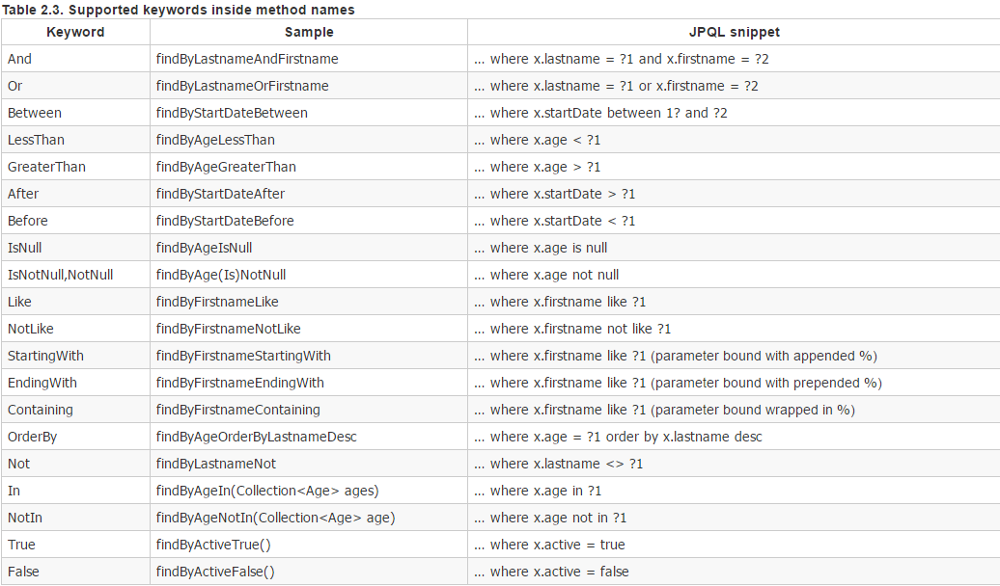 Table 2.3. Supported keywords inside method names
Keyword Sample JPQL snippet
And findByLastnameAndFirstname ... where x.lastname = ?1 and x.firstname = ?2
Or findByLastnameOrFirstname ... where x.lastname = ?1 or x.firstname = ?2
Between findByStartDateBetween ... where x.startDate between 1? and ?2
LessThan findByAgeLessThan ... where x.age < ?1
GreaterThan findByAgeGreaterThan ... where x.age > ?1
After findByStartDateAfter ... where x.startDate > ?1
Before findByStartDateBefore ... where x.startDate < ?1
IsNull findByAgeIsNull ... where x.age is null
IsNotNull,NotNull findByAge(Is)NotNull ... where x.age not null
Like findByFirstnameLike ... where x.firstname like ?1
NotLike findByFirstnameNotLike ... where x.firstname not like ?1
StartingWith findByFirstnameStartingWith ... where x.firstname like ?1 (parameter bound with appended %)
EndingWith findByFirstnameEndingWith ... where x.firstname like ?1 (parameter bound with prepended %)
Containing findByFirstnameContaining ... where x.firstname like ?1 (parameter bound wrapped in %)
OrderBy findByAgeOrderByLastnameDesc ... where x.age = ?1 order by x.lastname desc
Not findByLastnameNot ... where x.lastname <> ?1
In findByAgeIn(Collection<Age> ages) ... where x.age in ?1
NotIn findByAgeNotIn(Collection<Age> age) ... where x.age not in ?1
True findByActiveTrue() ... where x.active = true
False findByActiveFalse() ... where x.active = false